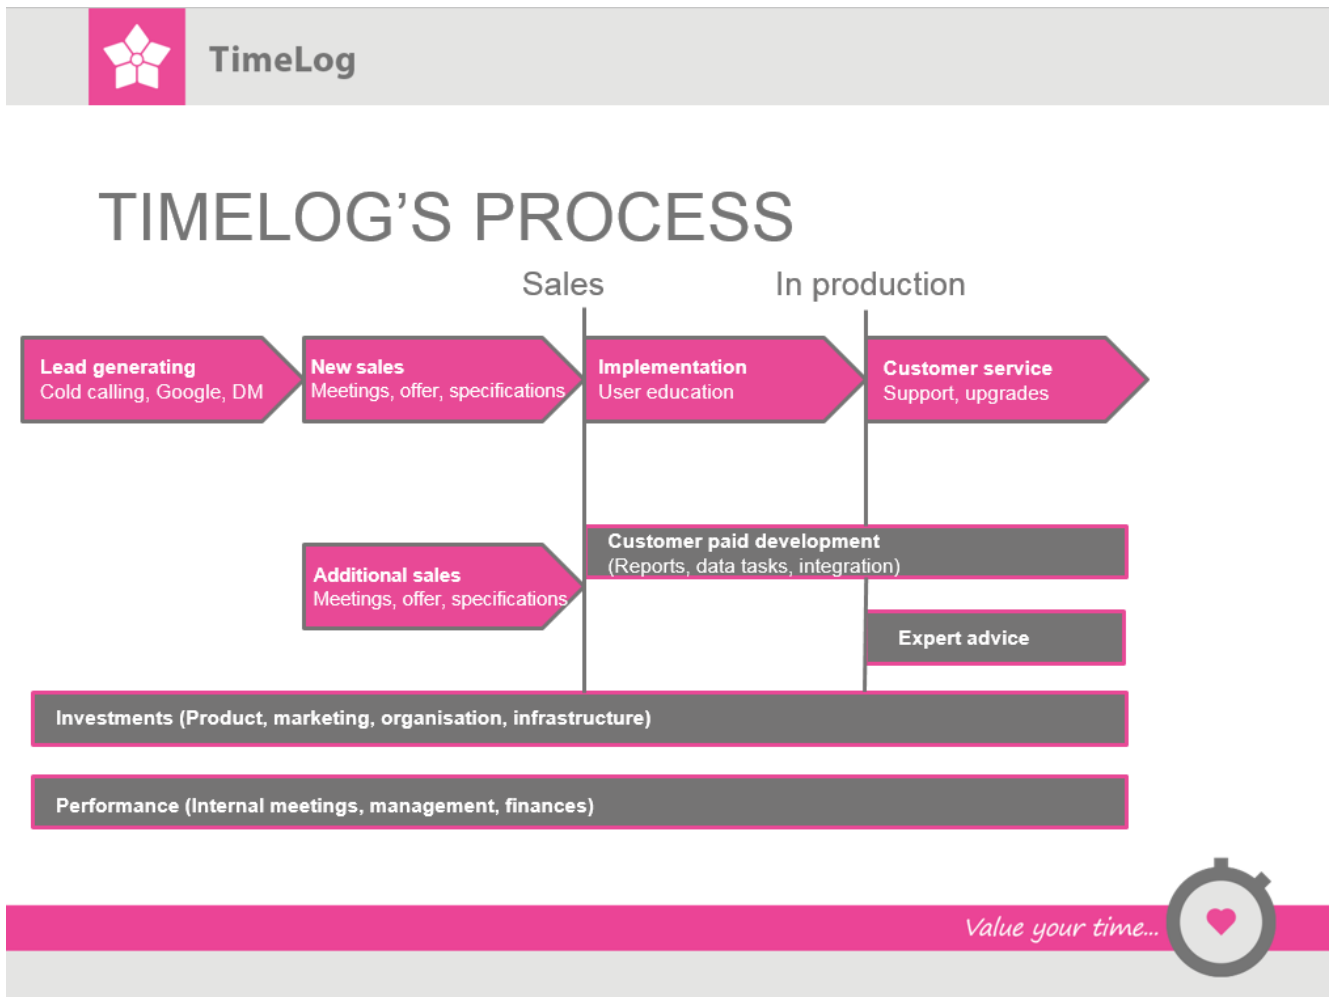 TimeLog
TIMELOG'S PROCESS
Sales
In production
Lead generating
Cold calling, Google, DM
New sales
Meetings, offer, specifications
Implementation
User education
Customer service
Support, upgrades
Customer paid development
(Reports, data tasks, integration)
Additional sales
Meetings, offer, specifications
Expert advice
Investments (Product, marketing, organisation, infrastructure)
Performance (Internal meetings, management, finances)
Value your time...